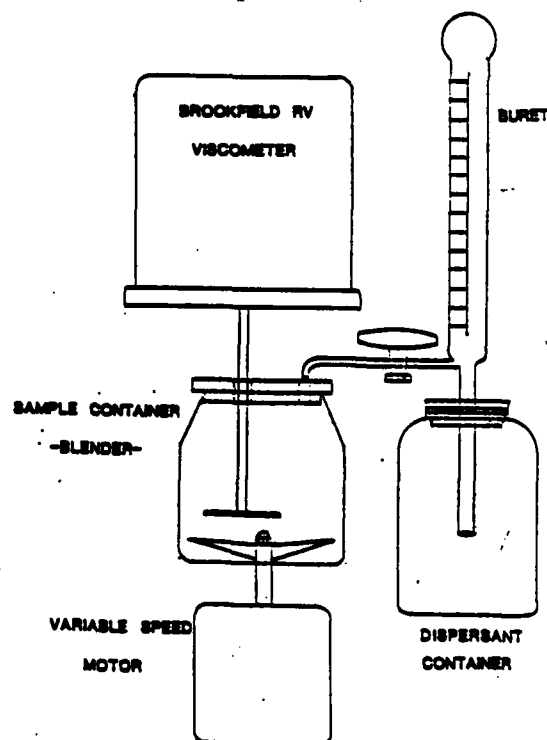 BROOKFIELD RV
VISCOMETER
BURET
SAMPLE CONTAINER
-BLENDER-
VARIABLE SPEED
MOTOR
DISPERSANT
CONTAINER